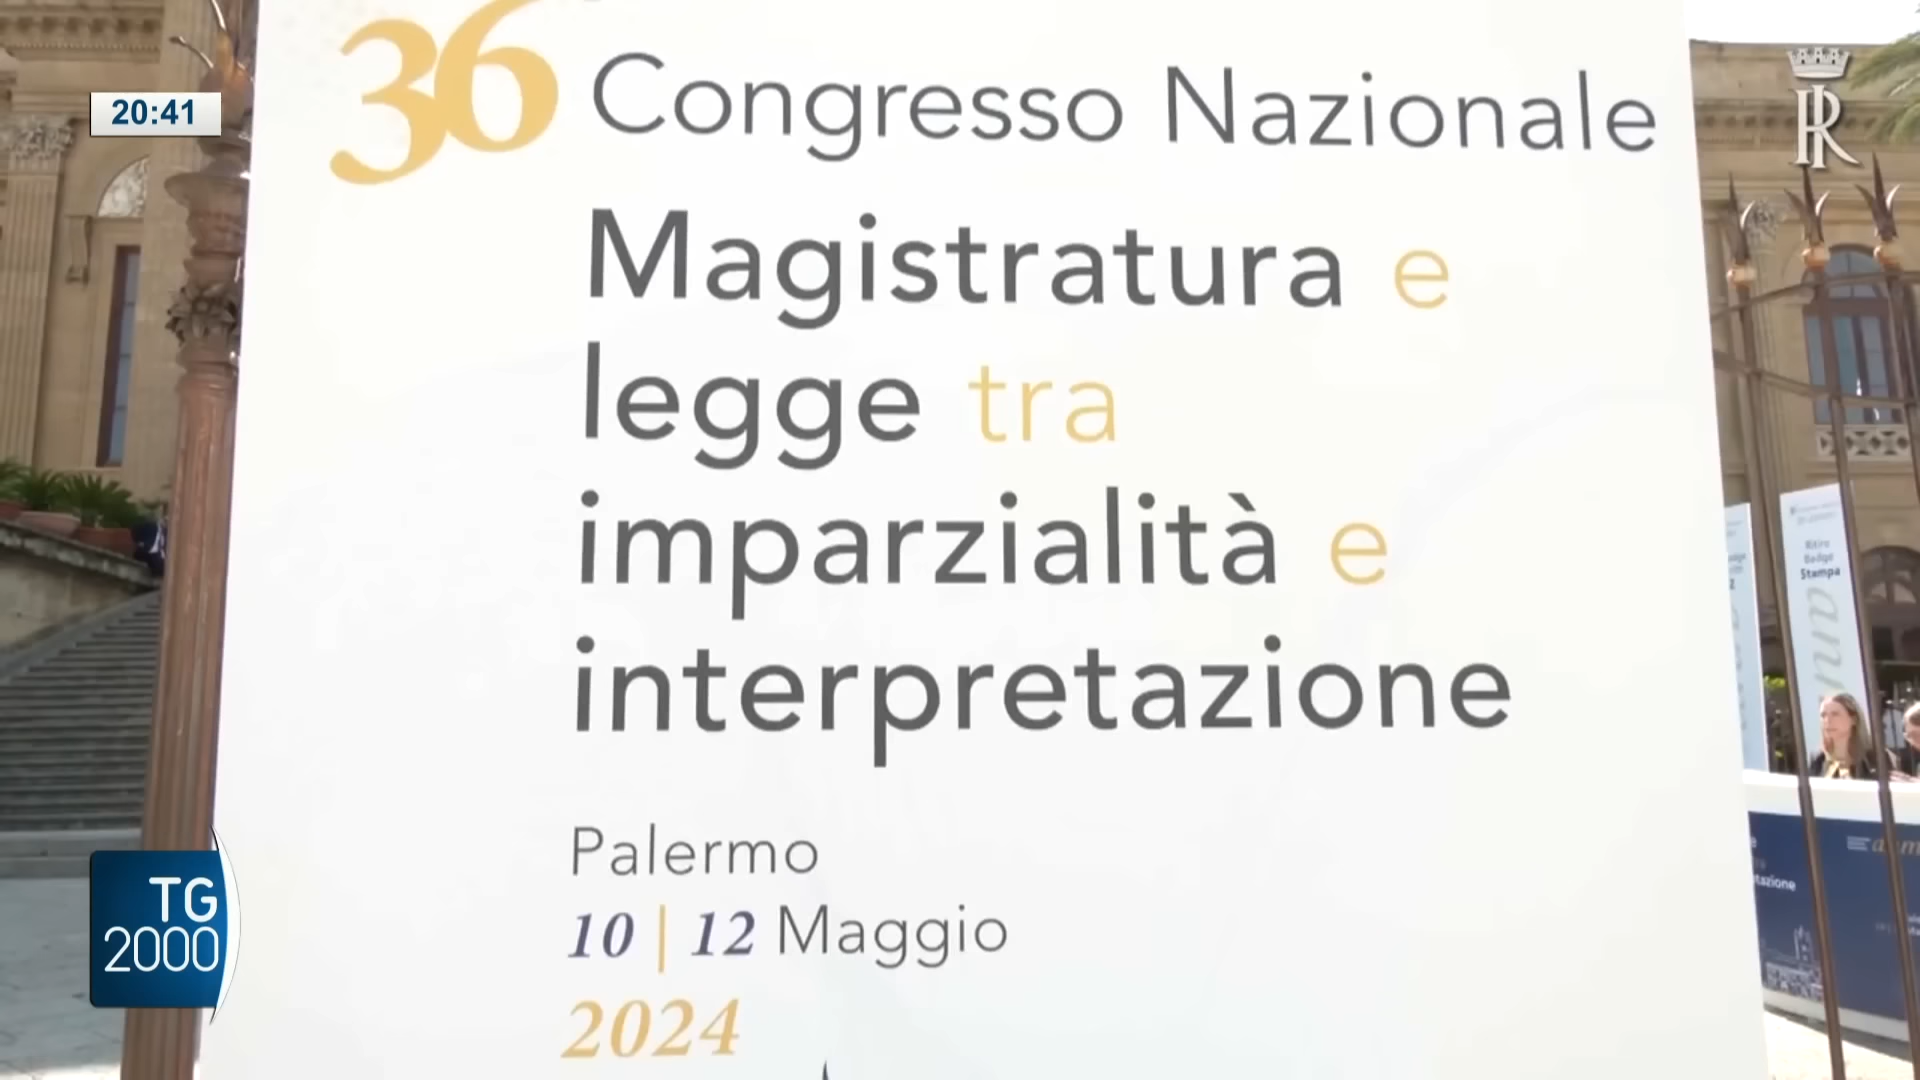 20:41
36 Congresso Nazionale
Magistratura e
legge tra
imparzialità e
interpretazione
Palermo
10 | 12 Maggio
2024
TG
2000
Ritiro
Badge
Stampa
tazione